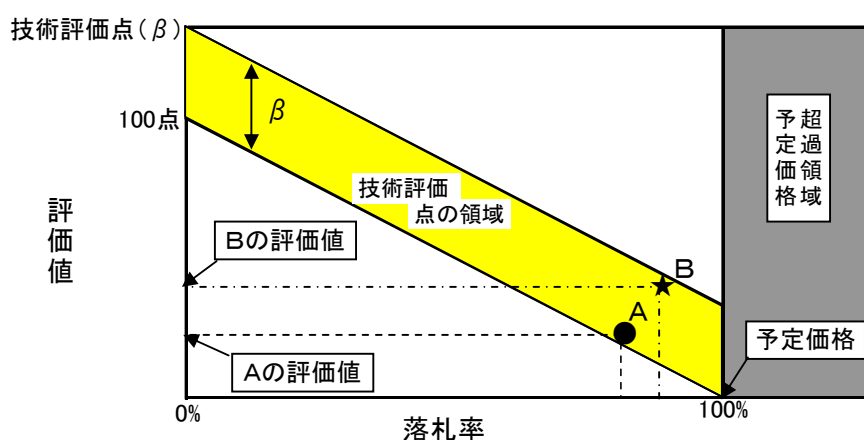 技術評価点(β)
100点
β
技術評価
点の領域
評価値
Bの評価値
Aの評価値
B
A
予定価格
超過領域
予定価格
0%
100%
落札率